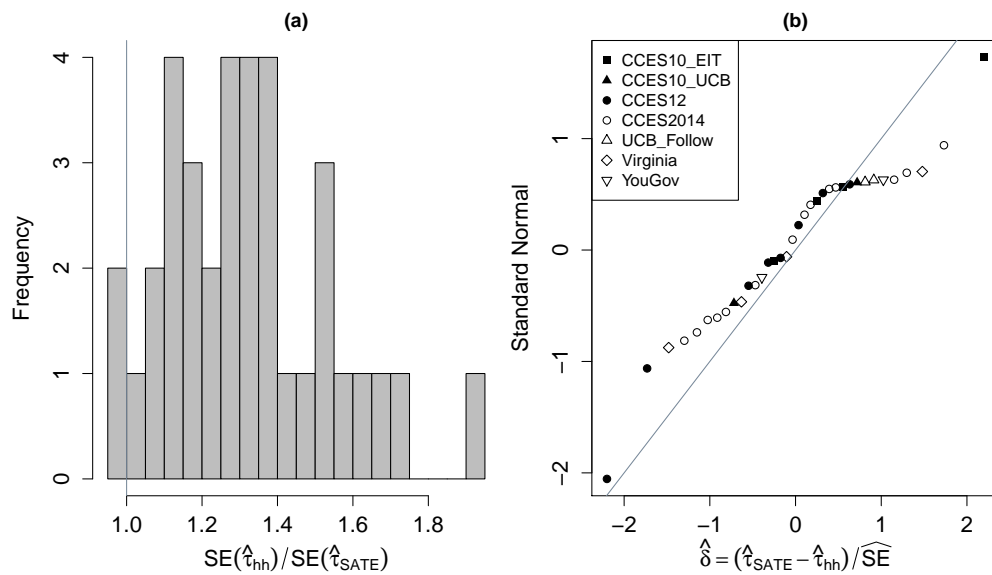 (a)
Frequency
4
3
2
1
0
1.0 1.2 1.4 1.6 1.8
SE(τ̂hh)/SE(τ̂SATE)
(b)
CCES10_EIT
CCES10_UCB
CCES12
CCES2014
UCB_Follow
Virginia
YouGov
Standard Normal
1
0
−1
−2
−2 −1 0 1 2
δ̂ = (τ̂SATE − τ̂hh)/SÊ